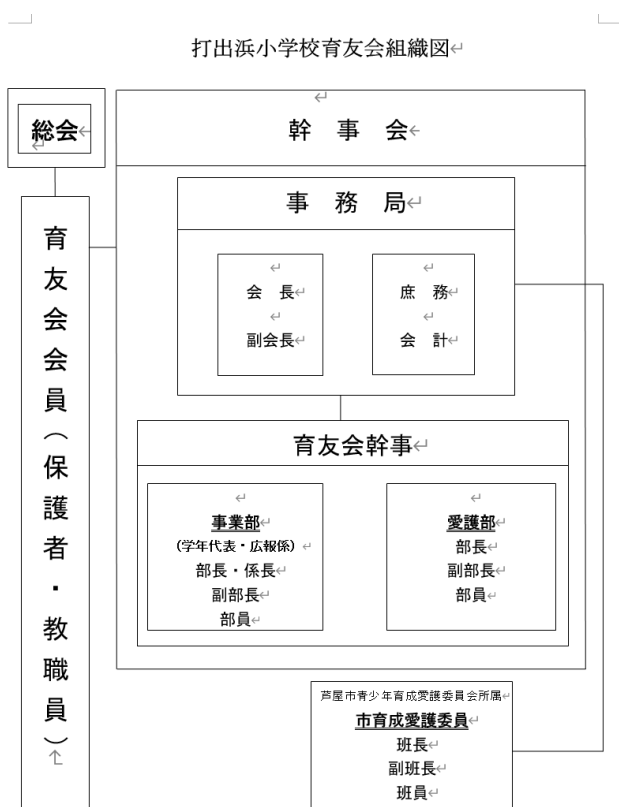 打出浜小学校育友会組織図
総会
幹　事　会
事　務　局
会　長
副会長
庶　務
会　計
育友会会員（保護者・教職員）
育友会幹事
事業部
（学年代表・広報係）
部長・係長
副部長
部員
愛護部
部長
副部長
部員
芦屋市青少年育成愛護委員会所属
市育成愛護委員
班長
副班長
班員